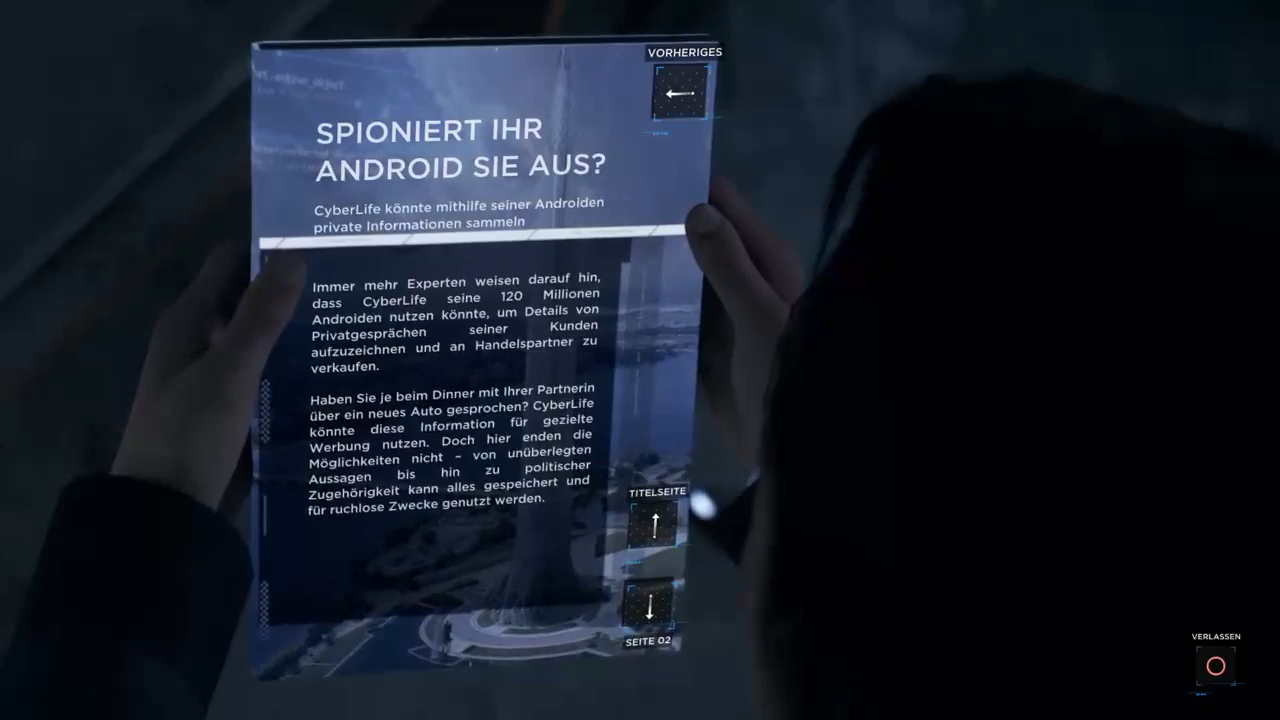 VORHERIGES
SPIONIERT IHR
ANDROID SIE AUS?
CyberLife könnte mithilfe seiner Androiden
private Informationen sammeln
Immer mehr Experten weisen darauf hin,
dass CyberLife seine 120 Millionen
Androiden nutzen könnte, um Details von
Privatgesprächen seiner Kunden
aufzuzeichnen und an Handelspartner zu
verkaufen.
Haben Sie je beim Dinner mit Ihrer Partnerin
über ein neues Auto gesprochen? CyberLife
könnte diese Information für gezielte
Werbung nutzen. Doch hier enden die
Möglichkeiten nicht – von unüberlegten
Aussagen bis hin zu politischer
Zugehörigkeit kann alles gespeichert und
für ruchlose Zwecke genutzt werden.
TITELSEITE
SEITE 02
VERLASSEN